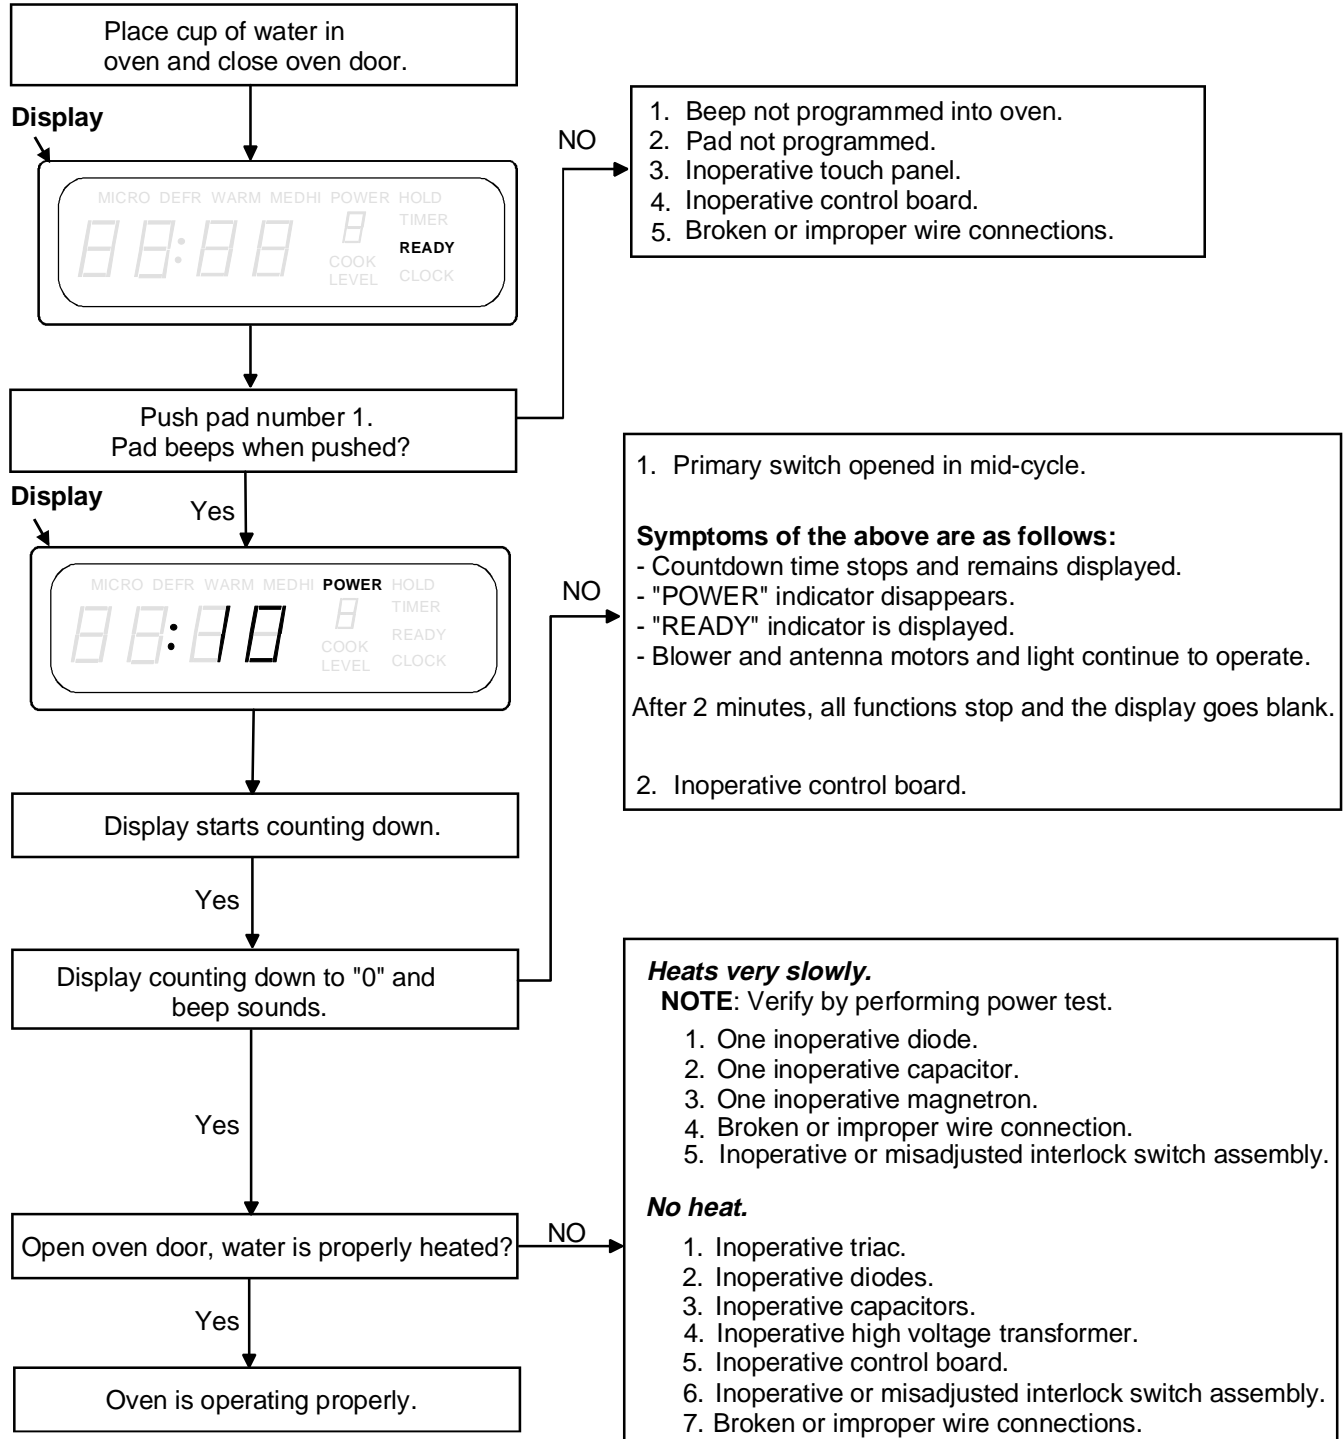 Place cup of water in
oven and close oven door.
Display
MICRO DEFR WARM MEDHI POWER HOLD
TIMER
88:88 8
READY
COOK
LEVEL CLOCK
NO
1. Beep not programmed into oven.
2. Pad not programmed.
3. Inoperative touch panel.
4. Inoperative control board.
5. Broken or improper wire connections.
Push pad number 1.
Pad beeps when pushed?
Display
Yes
MICRO DEFR WARM MEDHI POWER HOLD
TIMER
:10
READY
COOK
LEVEL CLOCK
NO
1. Primary switch opened in mid-cycle.
Symptoms of the above are as follows:
- Countdown time stops and remains displayed.
- "POWER" indicator disappears.
- "READY" indicator is displayed.
- Blower and antenna motors and light continue to operate.
After 2 minutes, all functions stop and the display goes blank.
2. Inoperative control board.
Display starts counting down.
Yes
Display counting down to "0" and
beep sounds.
Yes
Open oven door, water is properly heated?
NO
Heats very slowly.
NOTE: Verify by performing power test.
1. One inoperative diode.
2. One inoperative capacitor.
3. One inoperative magnetron.
4. Broken or improper wire connection.
5. Inoperative or misadjusted interlock switch assembly.
No heat.
1. Inoperative triac.
2. Inoperative diodes.
3. Inoperative capacitors.
4. Inoperative high voltage transformer.
5. Inoperative control board.
6. Inoperative or misadjusted interlock switch assembly.
7. Broken or improper wire connections.
Yes
Oven is operating properly.